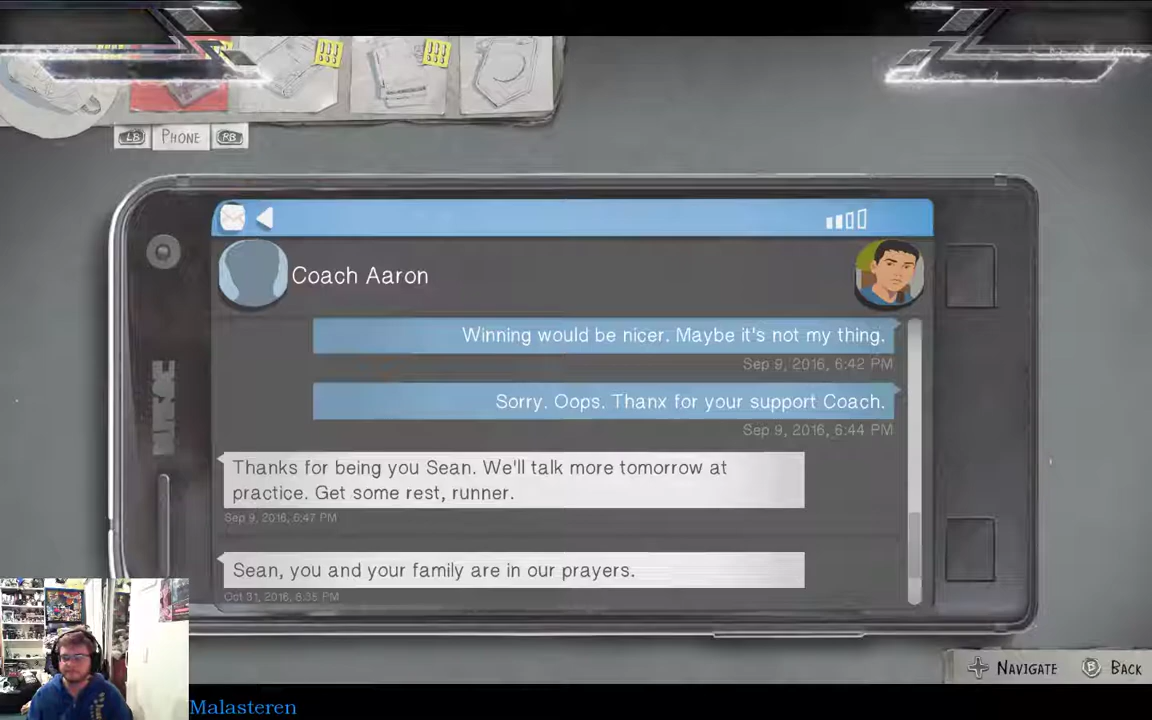 LB PHONE RB
Coach Aaron
Winning would be nicer. Maybe it's not my thing.
Sep 9, 2016, 6:42 PM
Sorry. Oops. Thanx for your support Coach.
Sep 9, 2016, 6:44 PM
Thanks for being you Sean. We'll talk more tomorrow at
practice. Get some rest, runner.
Sep 9, 2016, 6:47 PM
Sean, you and your family are in our prayers.
Oct 31, 2016, 6:35 PM
NAVIGATE B BACK
Malasteren